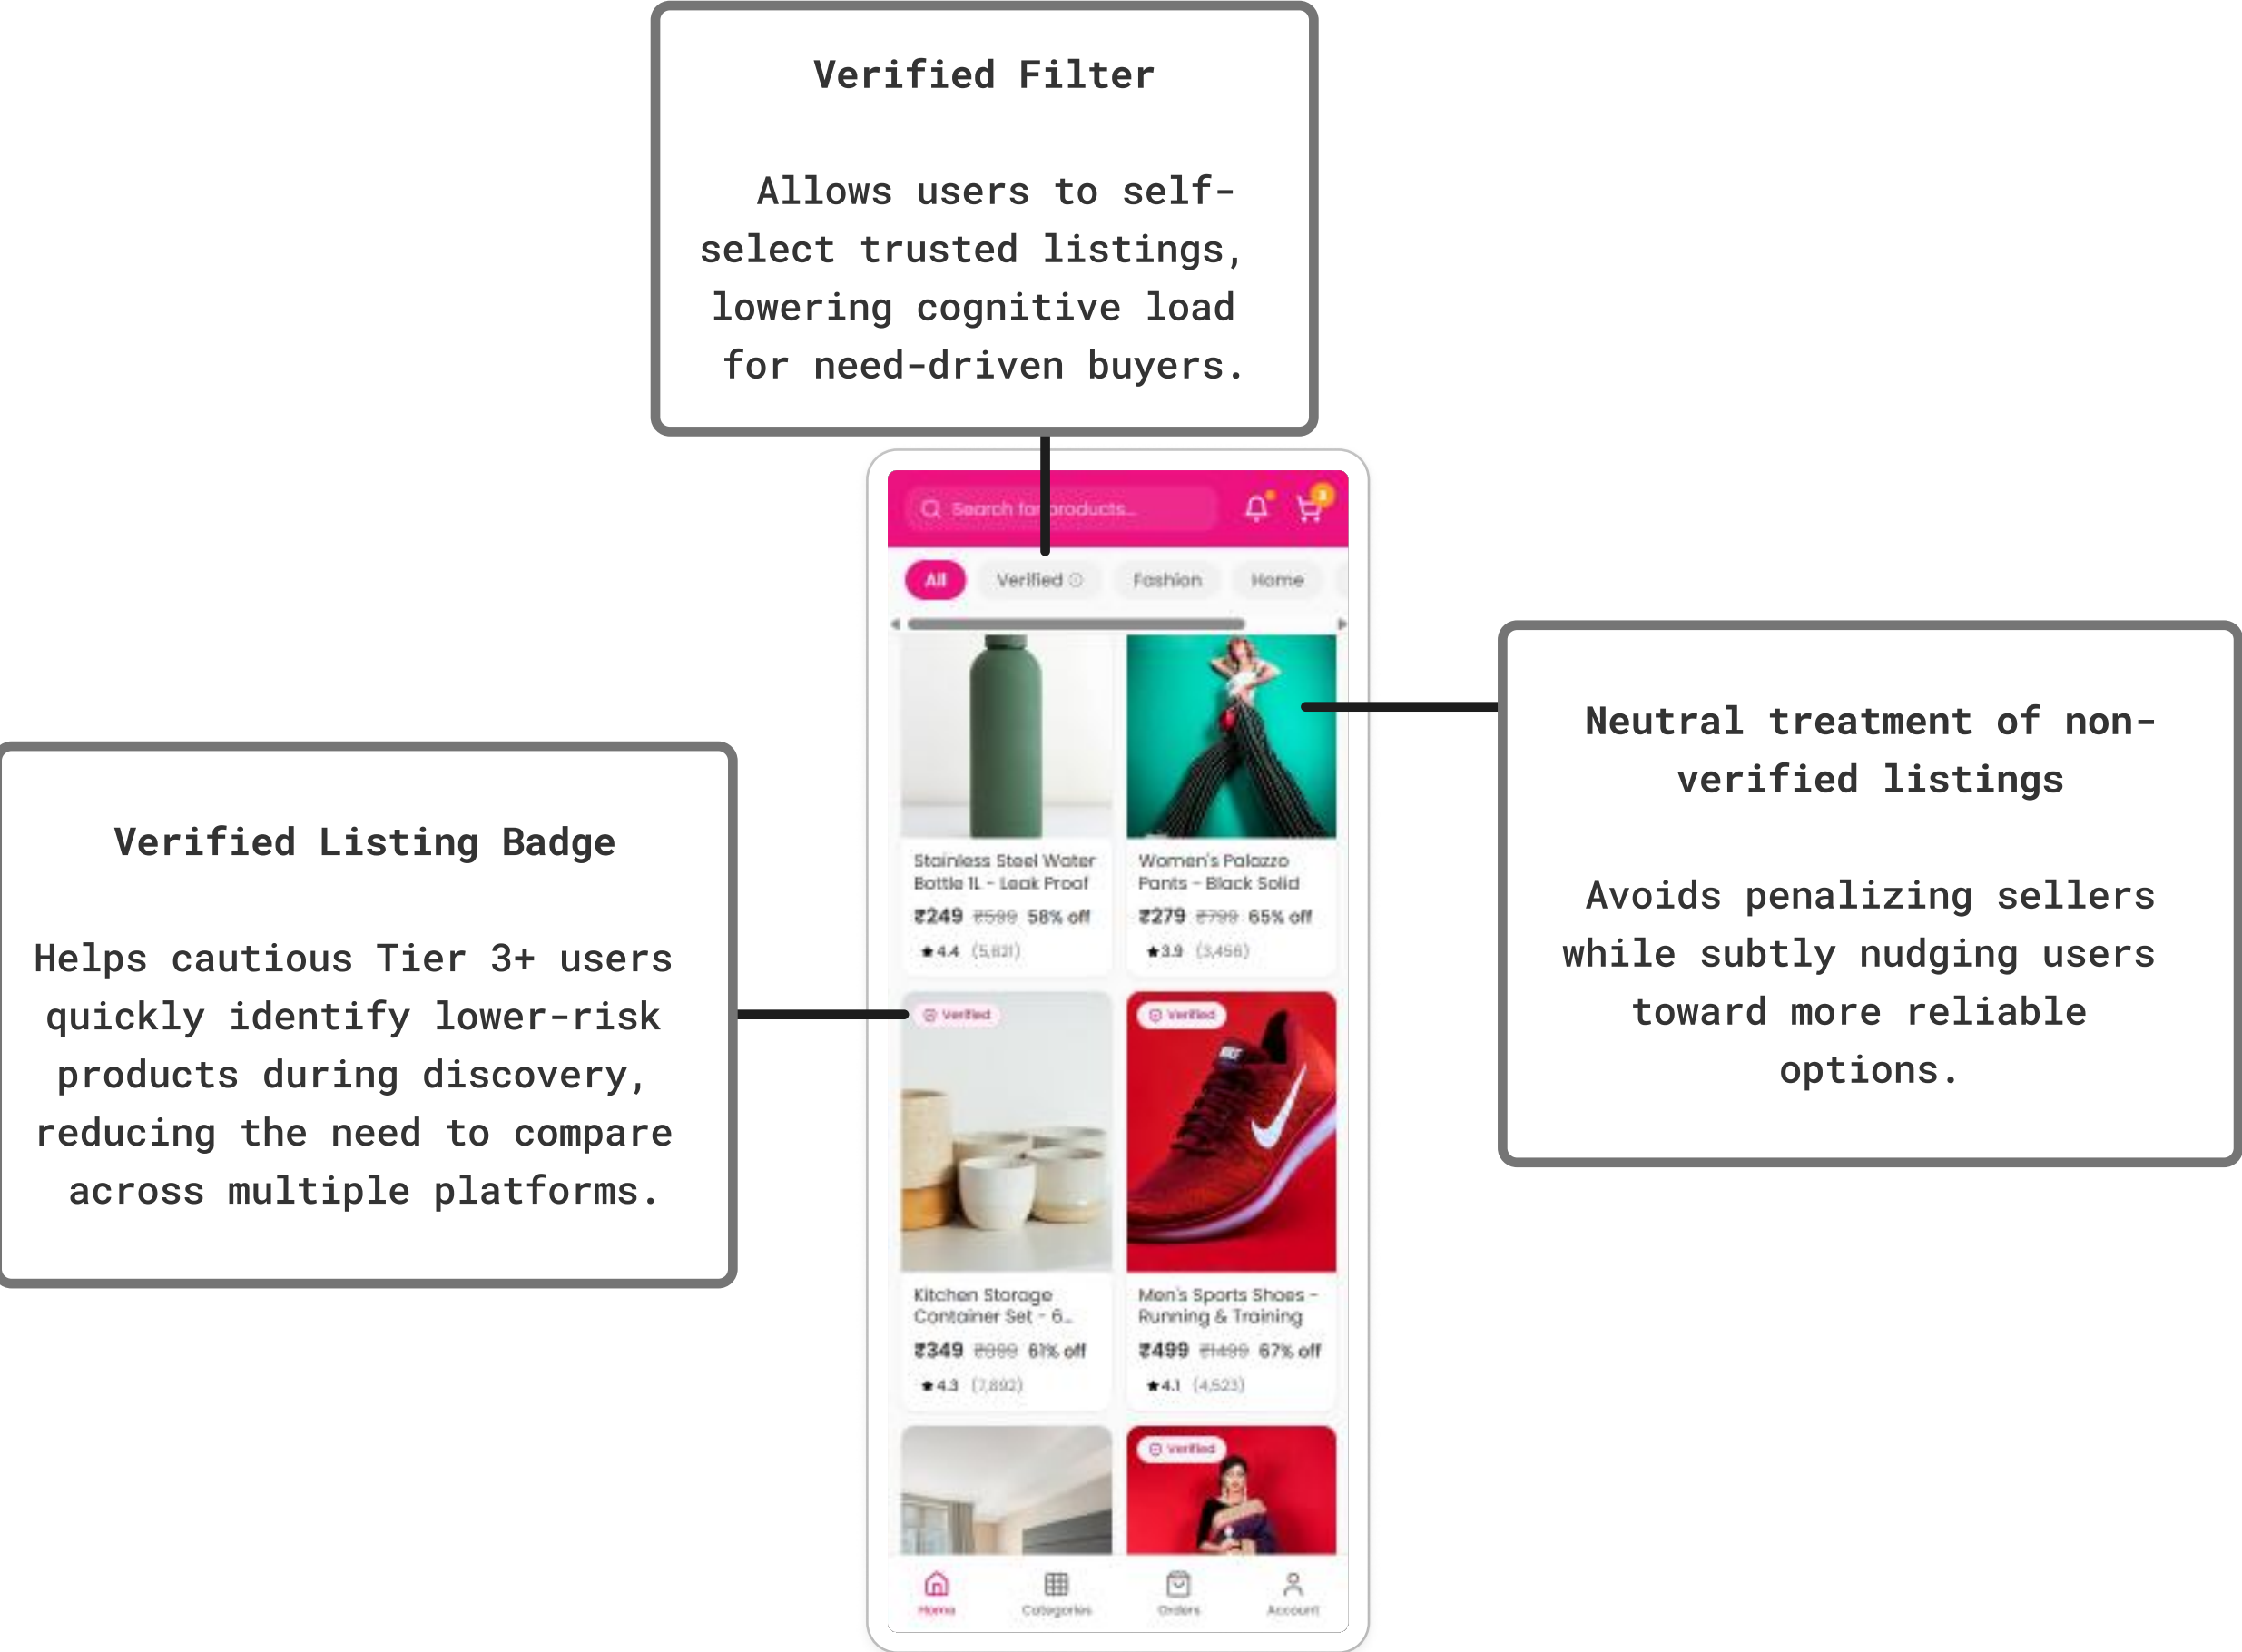 Verified Filter
Allows users to self-
select trusted listings,
lowering cognitive load
for need-driven buyers.
Search for products...
3
All
Verified
Fashion
Home
Stainless Steel Water
Bottle 1L - Leak Proof
₹249 ₹599 58% off
★4.4 (5,621)
Women's Palazzo
Pants - Black Solid
₹279 ₹799 65% off
★3.9 (3,456)
Neutral treatment of non-
verified listings
Avoids penalizing sellers
while subtly nudging users
toward more reliable
options.
Verified Listing Badge
Helps cautious Tier 3+ users
quickly identify lower-risk
products during discovery,
reducing the need to compare
across multiple platforms.
Verified
Kitchen Storage
Container Set - 6...
₹349 ₹899 61% off
★4.3 (7,892)
Verified
NIKE
Men's Sports Shoes -
Running & Training
₹499 ₹1499 67% off
★4.1 (4,523)
Verified
Home
Categories
Orders
Account